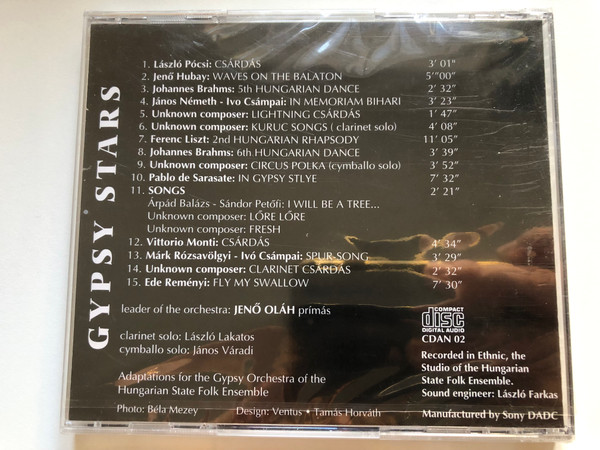 GYPSY STARS
1. László Pócsi: CSÁRDÁS 3' 01"
2. Jenő Hubay: WAVES ON THE BALATON 5'"00"
3. Johannes Brahms: 5th HUNGARIAN DANCE 2' 32"
4. János Németh - Ivo Csámpai: IN MEMORIAM BIHARI 3' 23"
5. Unknown composer: LIGHTNING CSÁRDÁS 1' 47"
6. Unknown composer: KURUC SONGS ( clarinet solo) 4' 08"
7. Ferenc Liszt: 2nd HUNGARIAN RHAPSODY 11' 05"
8. Johannes Brahms: 6th HUNGARIAN DANCE 3' 39"
9. Unknown composer: CIRCUS POLKA (cymballo solo) 3' 52"
10. Pablo de Sarasate: IN GYPSY STLYE 7' 32"
11. SONGS 2' 21"
Árpád Balázs - Sándor Petőfi: I WILL BE A TREE...
Unknown composer: LŐRE LŐRE
Unknown composer: FRESH
12. Vittorio Monti: CSÁRDÁS 4' 34"
13. Márk Rózsavölgyi - Ivó Csámpai: SPUR-SONG 3' 29"
14. Unknown composer: CLARINET CSÁRDÁS 2' 32"
15. Ede Reményi: FLY MY SWALLOW 7' 30"
leader of the orchestra: JENŐ OLÁH prímás
clarinet solo: László Lakatos
cymballo solo: János Váradi
Adaptations for the Gypsy Orchestra of the
Hungarian State Folk Ensemble
Photo: Béla Mezey Design: Ventus • Tamás Horváth
COMPACT
disc
DIGITAL AUDIO
CDAN 02
Recorded in Ethnic, the
Studio of the Hungarian
State Folk Ensemble.
Sound engineer: László Farkas
Manufactured by Sony DADC